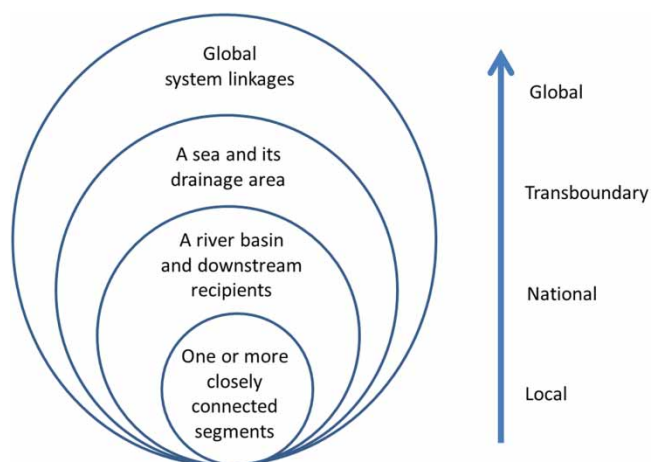 Global
system linkages
A sea and its
drainage area
A river basin
and downstream
recipients
One or more
closely
connected
segments
Global
Transboundary
National
Local